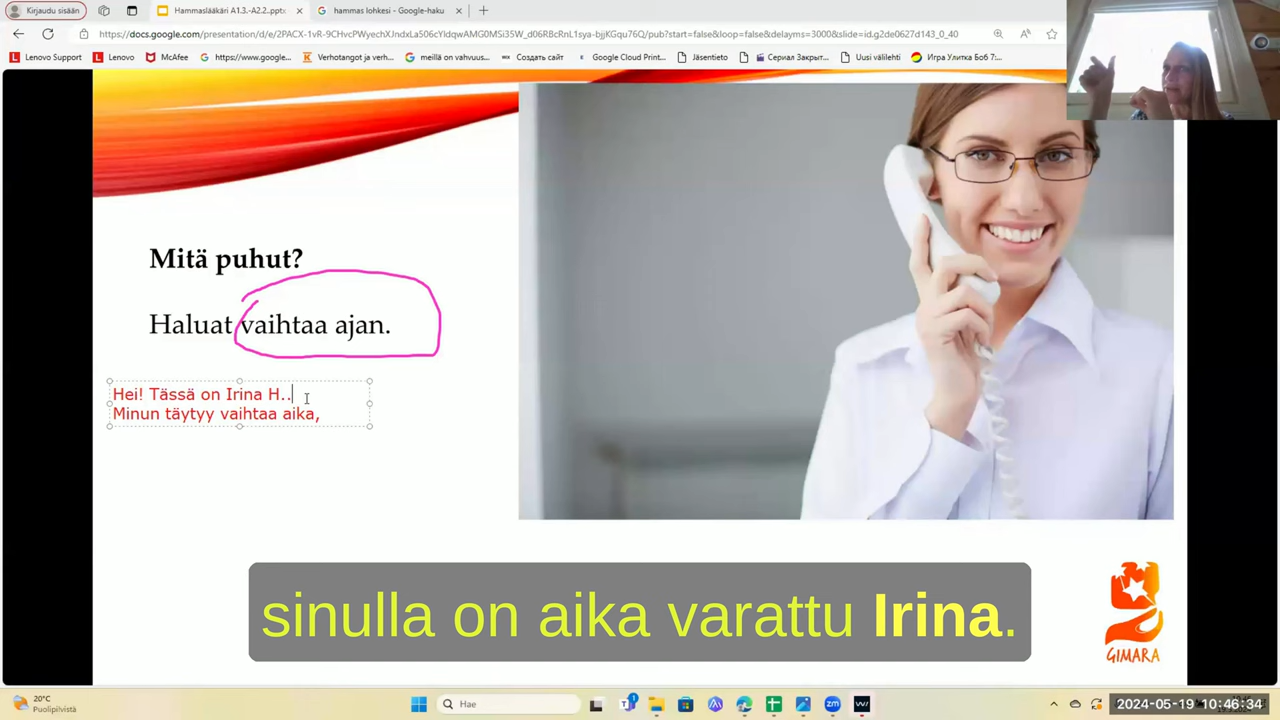 Kirjaudu sisään
Hammaslääkäri A1.3.-A2.2..pptx
hammas lohkesi - Google-haku
https://docs.google.com/presentation/d/e/2PACX-1vR-9CHvcPWyechXJndxLa506cYldqwAMG0MSi35W_d06RBcRnL1sya-bjjKGqu76Q/pub?start=false&loop=false&delayms=3000&slide=id.g2de0627d143_0_40
Lenovo Support
Lenovo
McAfee
https://www.google...
Verhotangot ja verh...
meillä on vahvuus...
Создать сайт
Google Cloud Print...
Jäsentieto
Сериал Закрыт...
Uusi välilehti
Игра Улитка Боб 7:...
Mitä puhut?
Haluat vaihtaa ajan.
Hei! Tässä on Irina H..
Minun täytyy vaihtaa aika,
sinulla on aika varattu Irina.
GIMARA
20°C
Puolipilvistä
Hae
2024-05-19 10:46:34